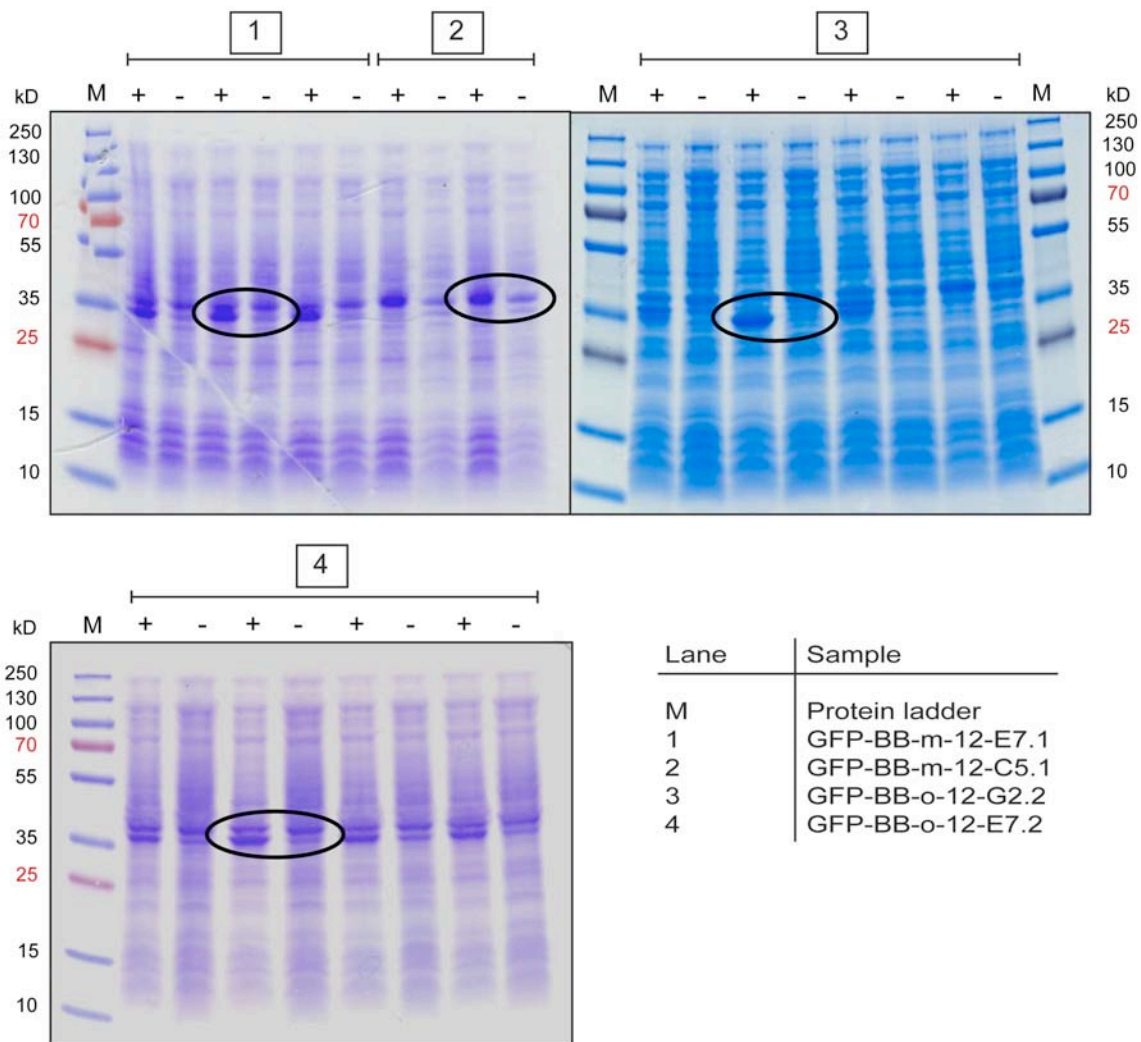 1 2 3
kD M + - + - + - + - + - M + - + - + - + - M kD
250 250
130 130
100 100
70 70
55 55
35 35
25 25
15 15
10 10
4
kD M + - + - + - + -
250
130
100
70
55
35
25
15
10
Lane Sample
M Protein ladder
1 GFP-BB-m-12-E7.1
2 GFP-BB-m-12-C5.1
3 GFP-BB-o-12-G2.2
4 GFP-BB-o-12-E7.2